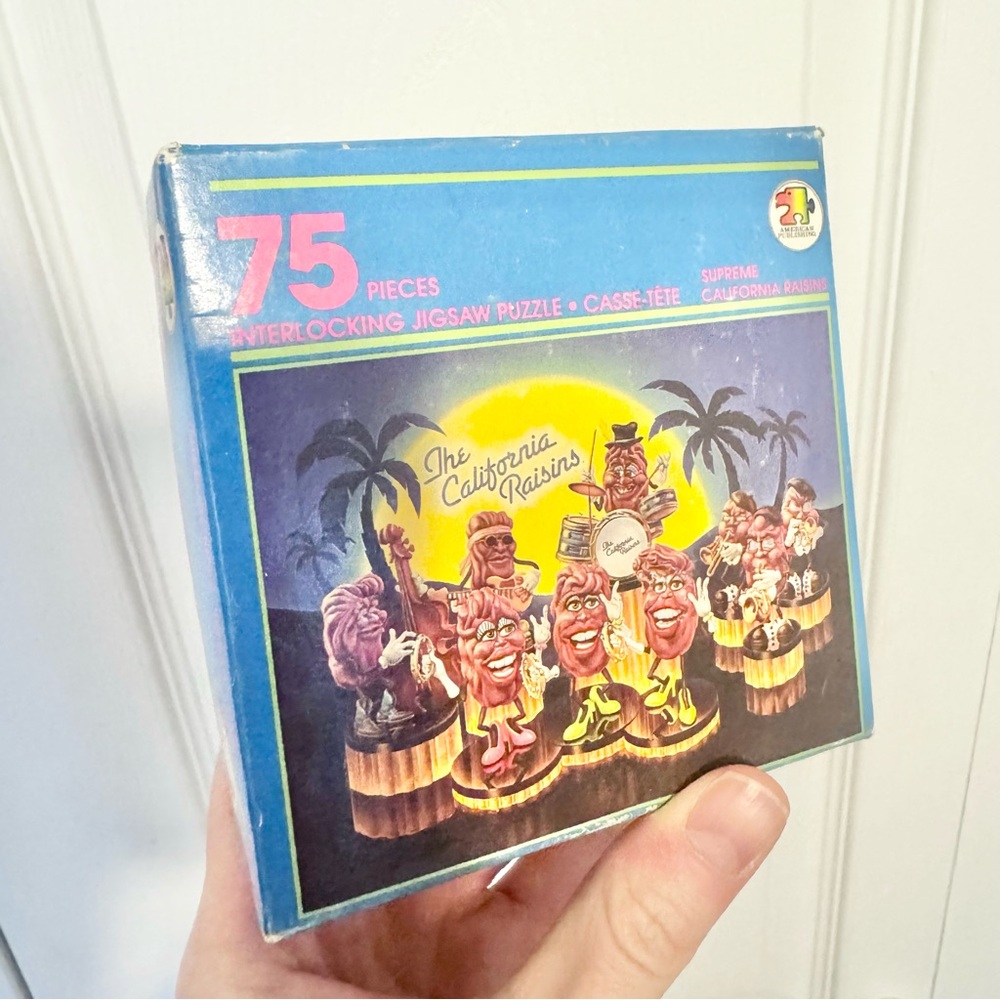 75 PIECES
INTERLOCKING JIGSAW PUZZLE • CASSE-TÊTE
SUPREME
CALIFORNIA RAISINS
AMERICAN
PUBLISHING
The
California
Raisins
The
California
Raisins